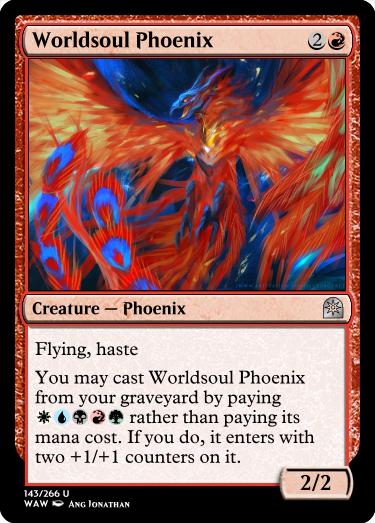 Worldsoul Phoenix 2
Creature — Phoenix
Flying, haste
You may cast Worldsoul Phoenix
from your graveyard by paying
rather than paying its
mana cost. If you do, it enters with
two +1/+1 counters on it.
2/2
143/266 U
WAW Ang Jonathan